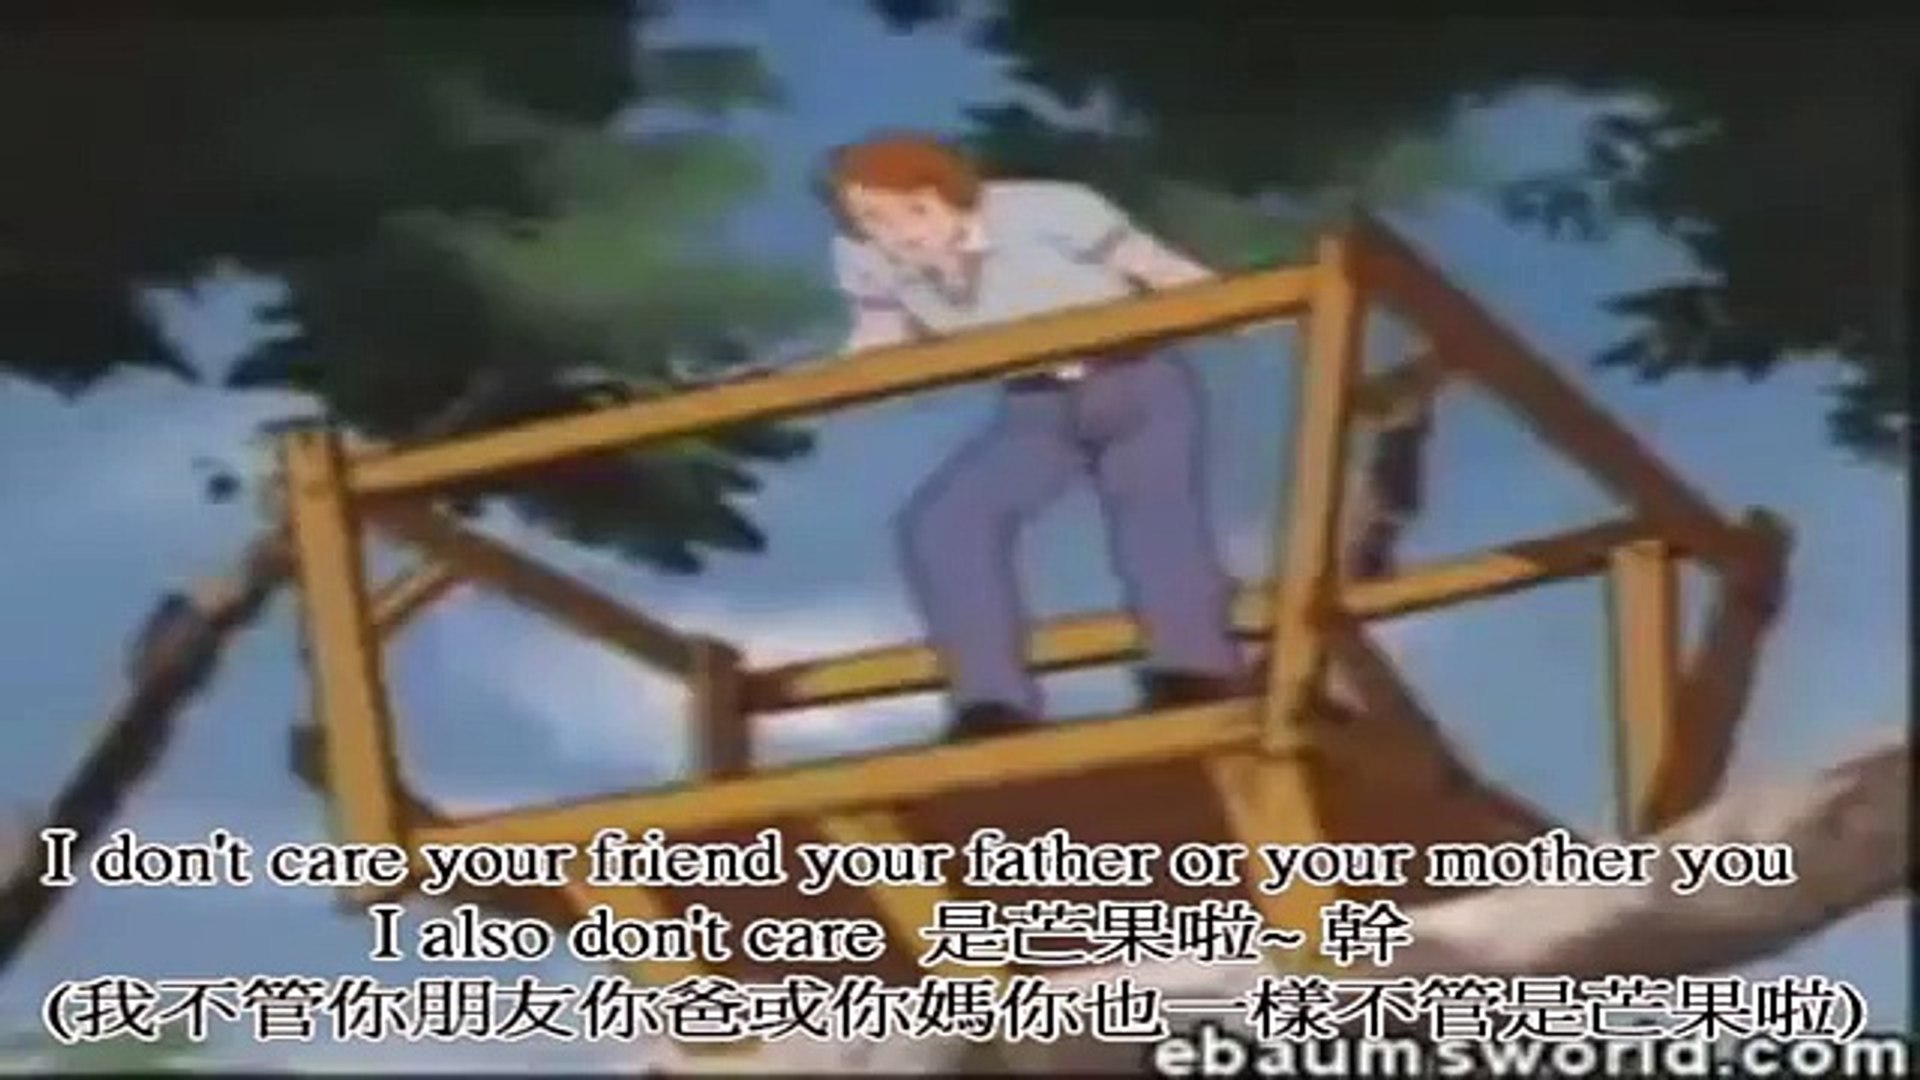 I don't care your friend your father or your mother you
I also don't care 是芒果啦~ 幹
(我不管你朋友你爸或你媽你也一樣不管是芒果啦)
ebaumsworld.com